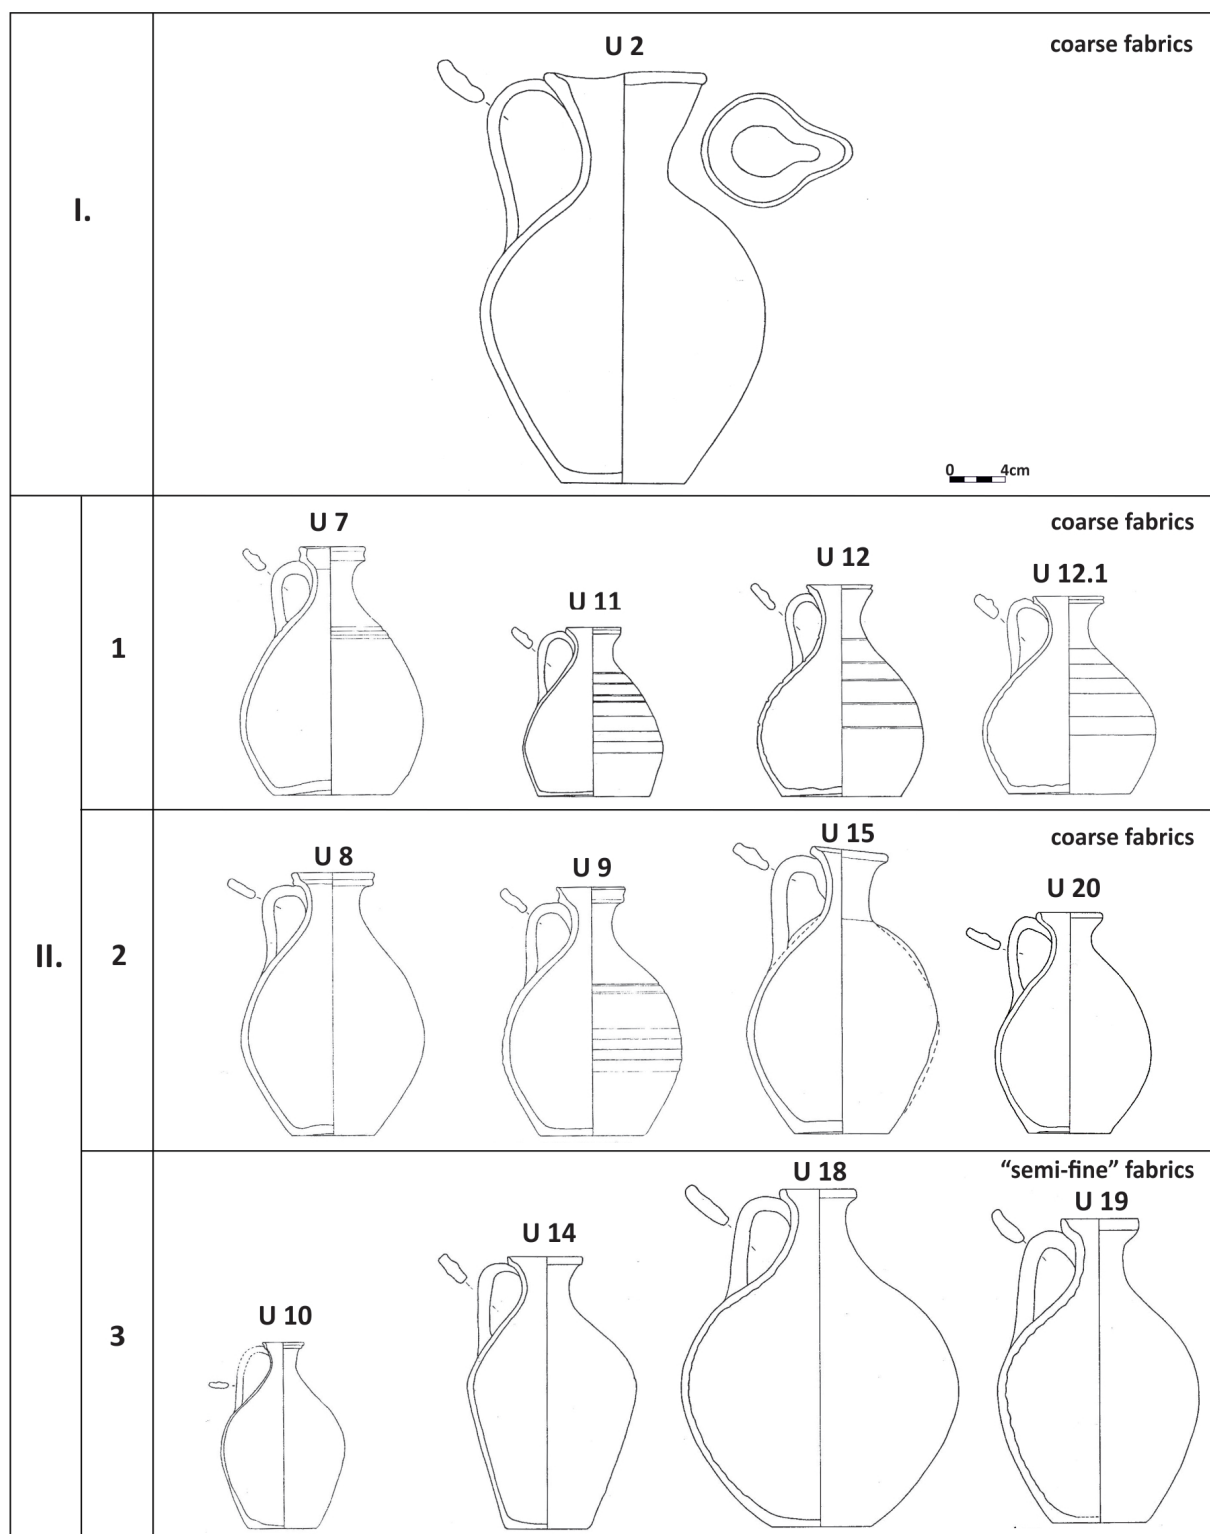 I.
U 2
coarse fabrics
0 4cm
II.
1
coarse fabrics
U 7
U 11
U 12
U 12.1
2
coarse fabrics
U 8
U 9
U 15
U 20
3
“semi-fine” fabrics
U 10
U 14
U 18
U 19